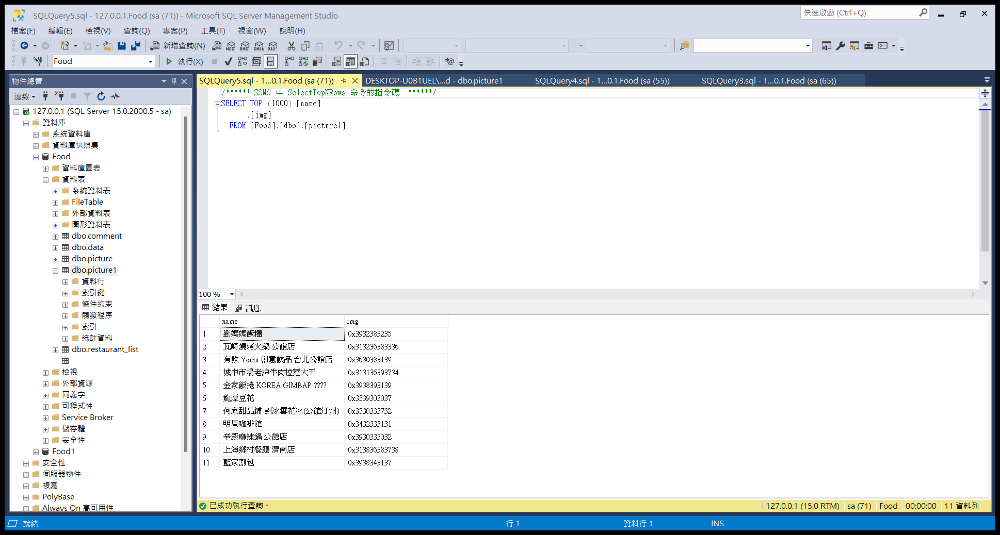 SQLQuery5.sql - 127.0.0.1.Food (sa (71)) - Microsoft SQL Server Management Studio
快速啟動 (Ctrl+Q)
檔案(F) 編輯(E) 檢視(V) 查詢(Q) 專案(P) 工具(T) 視窗(W) 說明(H)
新增查詢(N) MDX DMX XMLA DAX
Food 執行(X)
物件總管
連線
127.0.0.1 (SQL Server 15.0.2000.5 - sa)
資料庫
系統資料庫
資料庫快照集
Food
資料庫圖表
資料表
系統資料表
FileTable
外部資料表
圖形資料表
dbo.comment
dbo.data
dbo.picture
dbo.picture1
資料行
索引鍵
條件約束
觸發程序
索引
統計資料
dbo.restaurant_list
檢視
外部資源
同義字
可程式性
Service Broker
儲存體
安全性
Food1
安全性
伺服器物件
複寫
PolyBase
Always On 高可用性
SQLQuery5.sql - 1...0.1.Food (sa (71)) DESKTOP-U0B1UEL\...d - dbo.picture1 SQLQuery4.sql - 1...0.1.Food (sa (55)) SQLQuery3.sql - 1...0.1.Food (sa (65))
/****** SSMS 中 SelectTopNRows 命令的指令碼 ******/
SELECT TOP (1000) [name]
,[img]
FROM [Food].[dbo].[picture1]
100 %
結果 訊息
name img
1 劉媽媽飯糰 0x3932383235
2 瓦崎燒烤火鍋 公館店 0x313236383336
3 有飲 Youin 創意飲品 台北公館店 0x3630383139
4 城中市場老牌牛肉拉麵大王 0x313136393734
5 金家飯捲 KOREA GIMBAP ???? 0x3938393139
6 龍潭豆花 0x3539303037
7 何家甜品鋪-剉冰雪花冰(公館汀州) 0x3530333732
8 明星咖啡館 0x3432333131
9 辛殿麻辣鍋 公館店 0x3930333032
10 上海鄉村餐廳 濟南店 0x313836383738
11 藍家割包 0x3938343137
已成功執行查詢。 127.0.0.1 (15.0 RTM) sa (71) Food 00:00:00 11 資料列
就緒 行 1 資料行 1 INS